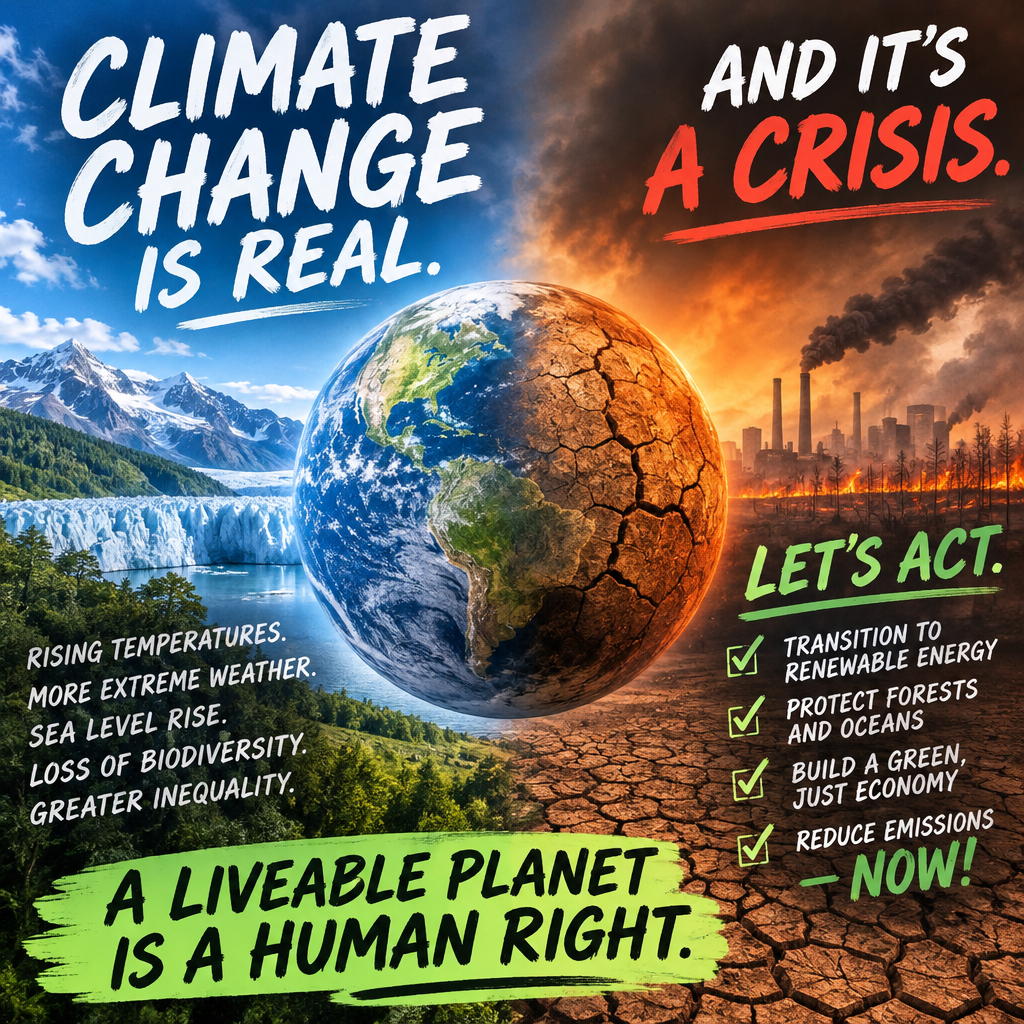 CLIMATE
CHANGE
IS REAL.
AND IT'S
A CRISIS.
RISING TEMPERATURES.
MORE EXTREME WEATHER.
SEA LEVEL RISE.
LOSS OF BIODIVERSITY.
GREATER INEQUALITY.
LET'S ACT.
TRANSITION TO
RENEWABLE ENERGY
PROTECT FORESTS
AND OCEANS
BUILD A GREEN,
JUST ECONOMY
REDUCE EMISSIONS
— NOW!
A LIVEABLE PLANET
IS A HUMAN RIGHT.